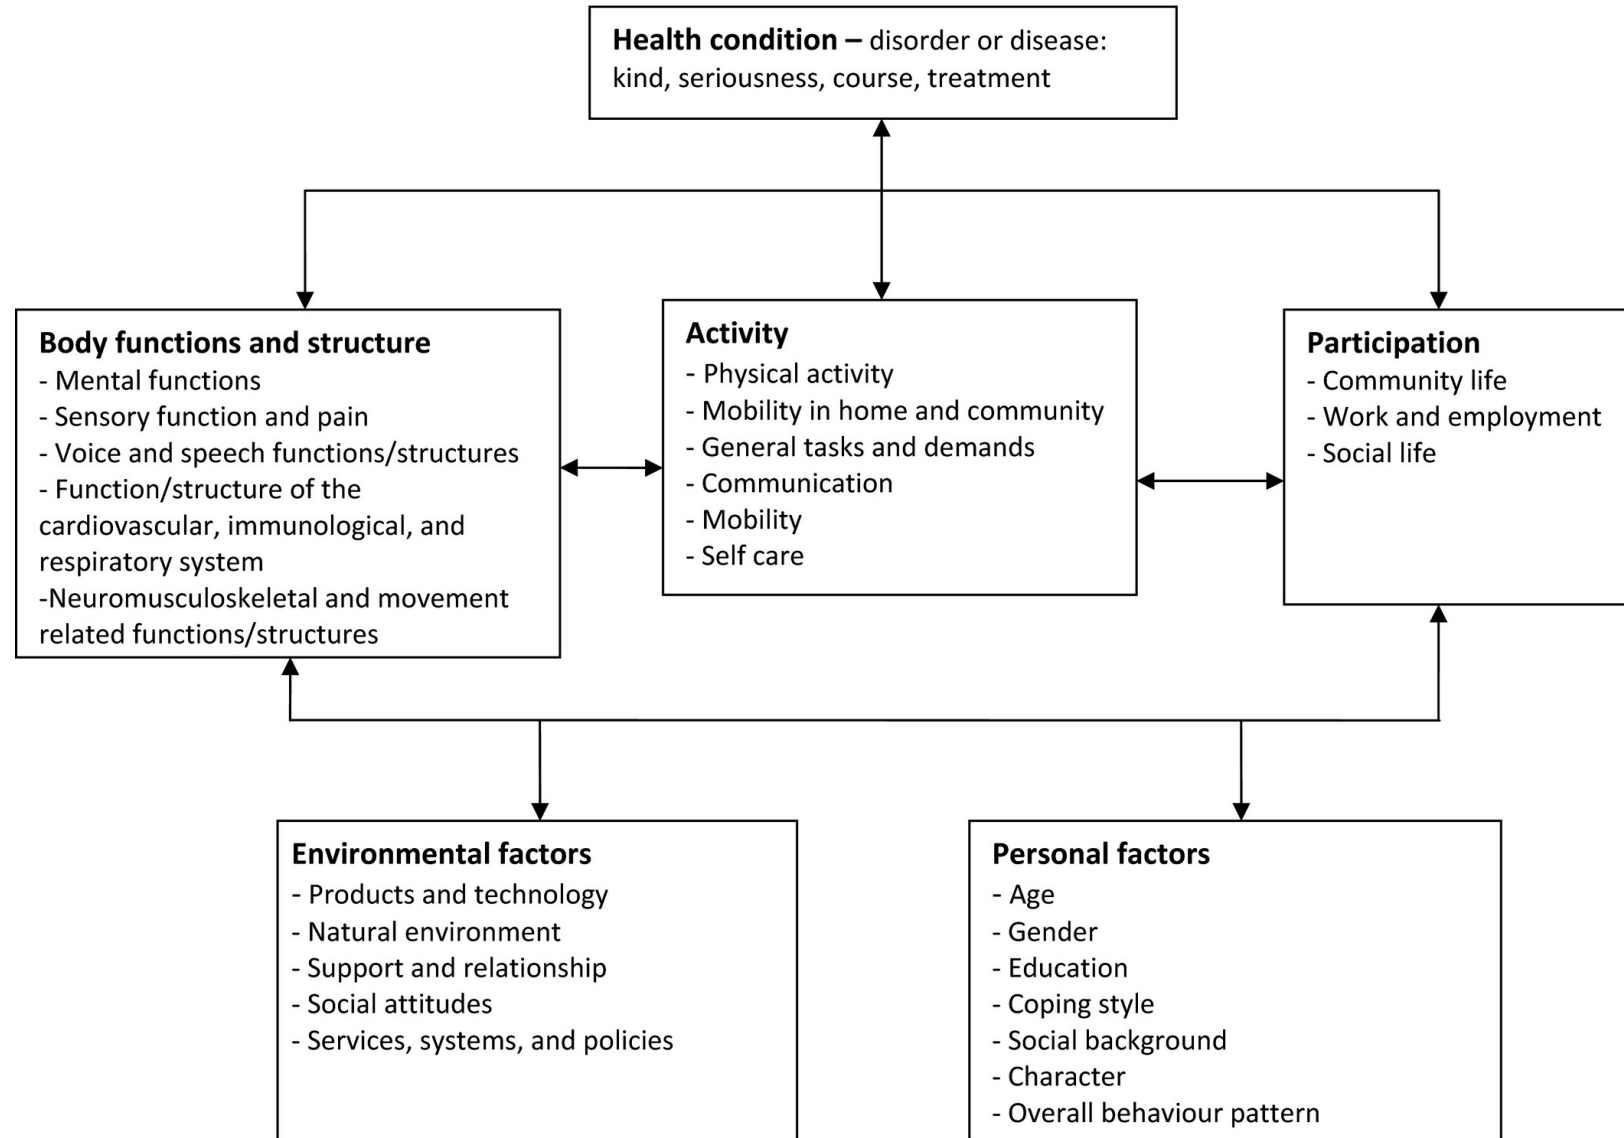 Health condition – disorder or disease:
kind, seriousness, course, treatment
Body functions and structure
- Mental functions
- Sensory function and pain
- Voice and speech functions/structures
- Function/structure of the
cardiovascular, immunological, and
respiratory system
-Neuromusculoskeletal and movement
related functions/structures
Activity
- Physical activity
- Mobility in home and community
- General tasks and demands
- Communication
- Mobility
- Self care
Participation
- Community life
- Work and employment
- Social life
Environmental factors
- Products and technology
- Natural environment
- Support and relationship
- Social attitudes
- Services, systems, and policies
Personal factors
- Age
- Gender
- Education
- Coping style
- Social background
- Character
- Overall behaviour pattern